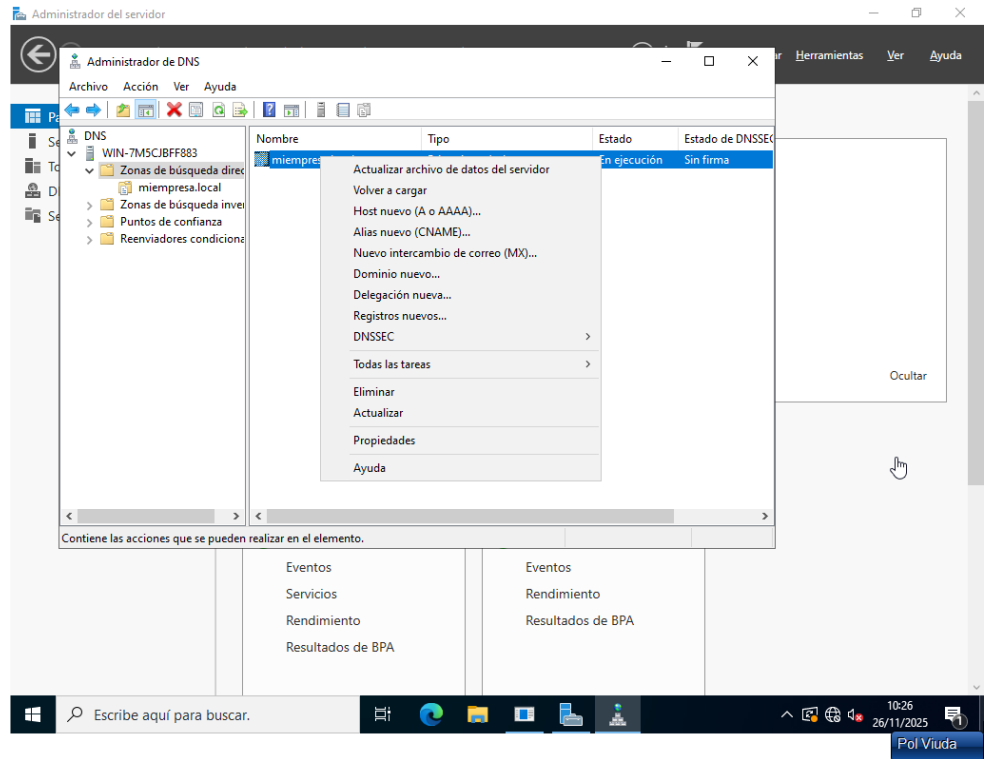 Administrador del servidor
Herramientas Ver Ayuda
Administrador de DNS
Archivo Acción Ver Ayuda
DNS
WIN-7M5CJBFF883
Zonas de búsqueda direc
miempresa.local
Zonas de búsqueda inver
Puntos de confianza
Reenviadores condiciona
Nombre Tipo Estado Estado de DNSSEC
En ejecución Sin firma
Actualizar archivo de datos del servidor
Volver a cargar
Host nuevo (A o AAAA)...
Alias nuevo (CNAME)...
Nuevo intercambio de correo (MX)...
Dominio nuevo...
Delegación nueva...
Registros nuevos...
DNSSEC
Todas las tareas
Eliminar
Actualizar
Propiedades
Ayuda
Ocultar
Contiene las acciones que se pueden realizar en el elemento.
Eventos
Servicios
Rendimiento
Resultados de BPA
Eventos
Rendimiento
Resultados de BPA
Escribe aquí para buscar.
10:26
26/11/2025
1
Pol Viuda